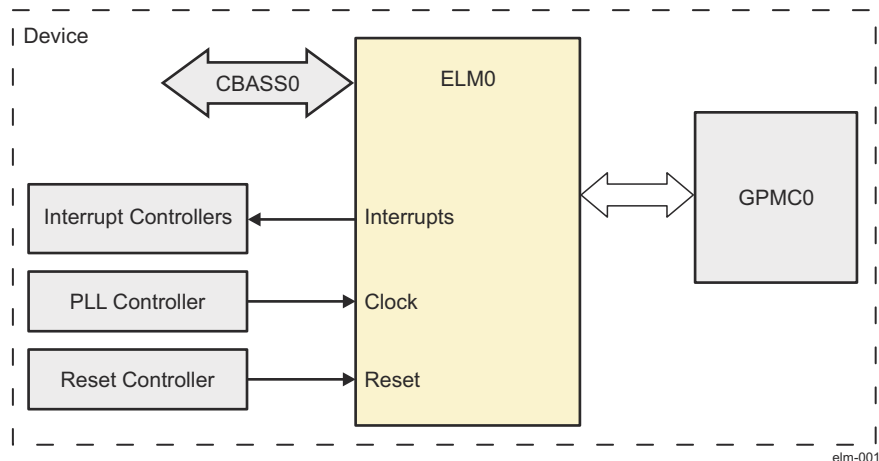 Device
CBASS0
ELM0
GPMC0
Interrupt Controllers
Interrupts
PLL Controller
Clock
Reset Controller
Reset
elm-001